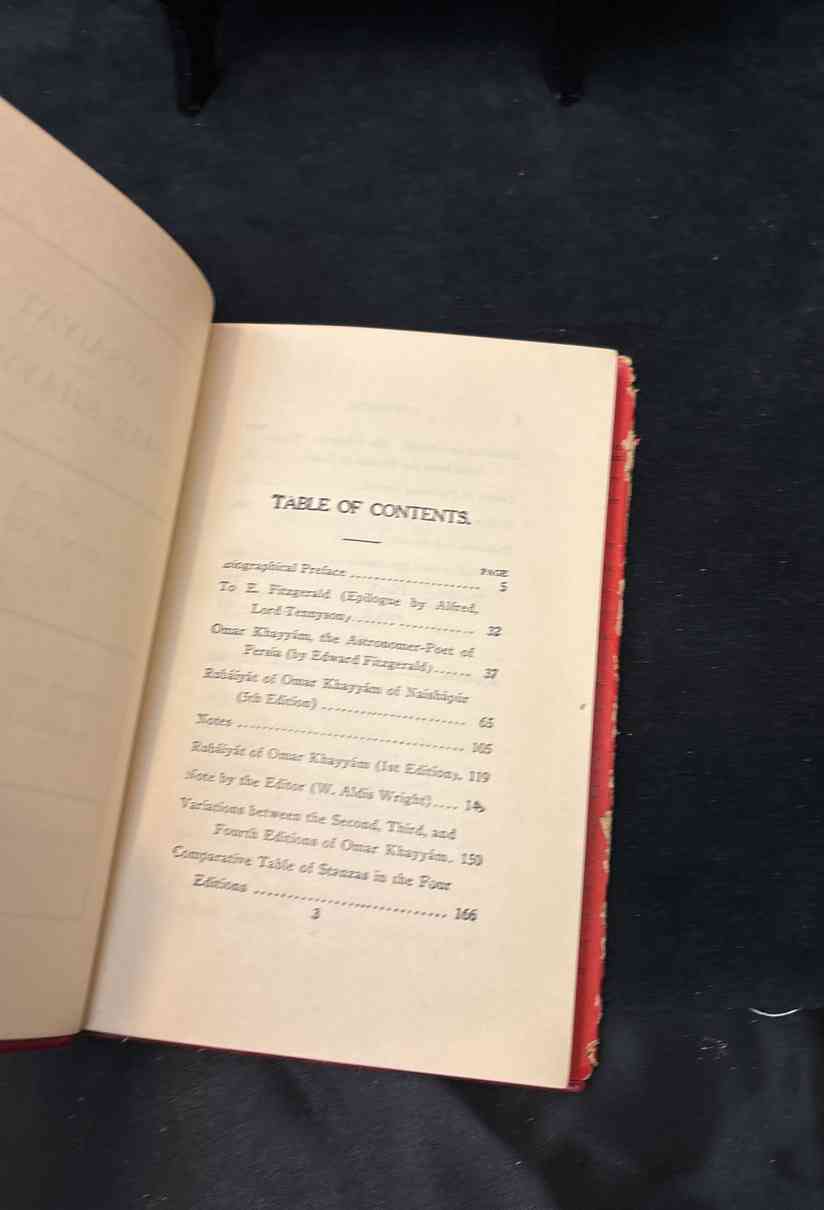 TABLE OF CONTENTS.
PAGE
Biographical Preface ........................ 5
To E. Fitzgerald (Epilogue by Alfred,
Lord Tennyson) .................... 32
Omar Khayyám, the Astronomer-Poet of
Persia (by Edward Fitzgerald)...... 37
Rubáiyát of Omar Khayyám of Naishápúr
(5th Edition) ........................ 65
Notes ........................................ 105
Rubáiyát of Omar Khayyám (1st Edition). 119
Note by the Editor (W. Aldis Wright)....
Variations between the Second, Third, and
Fourth Editions of Omar Khayyám. 150
Comparative Table of Stanzas in the Four
Editions ................................ 166
3